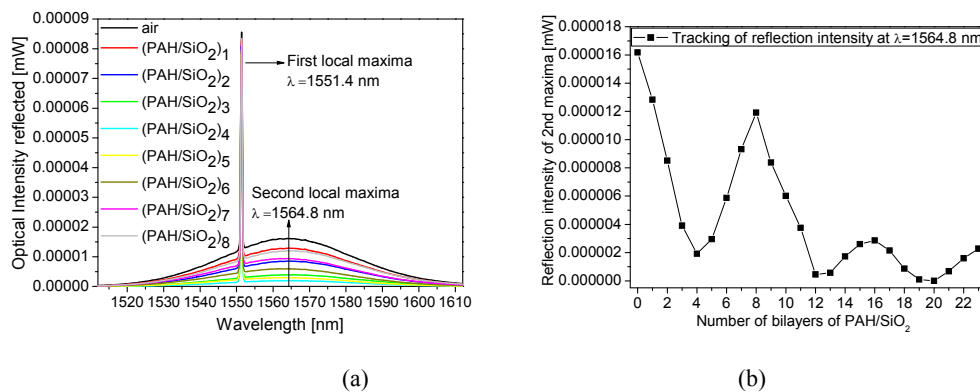 0.00009
0.00008
0.00007
0.00006
0.00005
0.00004
0.00003
0.00002
0.00001
0.00000
Optical Intensity reflected [mW]
air
(PAH/SiO2)1
(PAH/SiO2)2
(PAH/SiO2)3
(PAH/SiO2)4
(PAH/SiO2)5
(PAH/SiO2)6
(PAH/SiO2)7
(PAH/SiO2)8
First local maxima
λ =1551.4 nm
Second local maxima
λ =1564.8 nm
1520 1530 1540 1550 1560 1570 1580 1590 1600 1610
Wavelength [nm]
(a)
Reflection intensity of 2nd maxima [mW]
0.000016
0.000014
0.000012
0.000010
0.000008
0.000006
0.000004
0.000002
0.000000
Tracking of reflection intensity at λ=1564.8 nm
0 2 4 6 8 10 12 14 16 18 20 22
Number of bilayers of PAH/SiO2
(b)